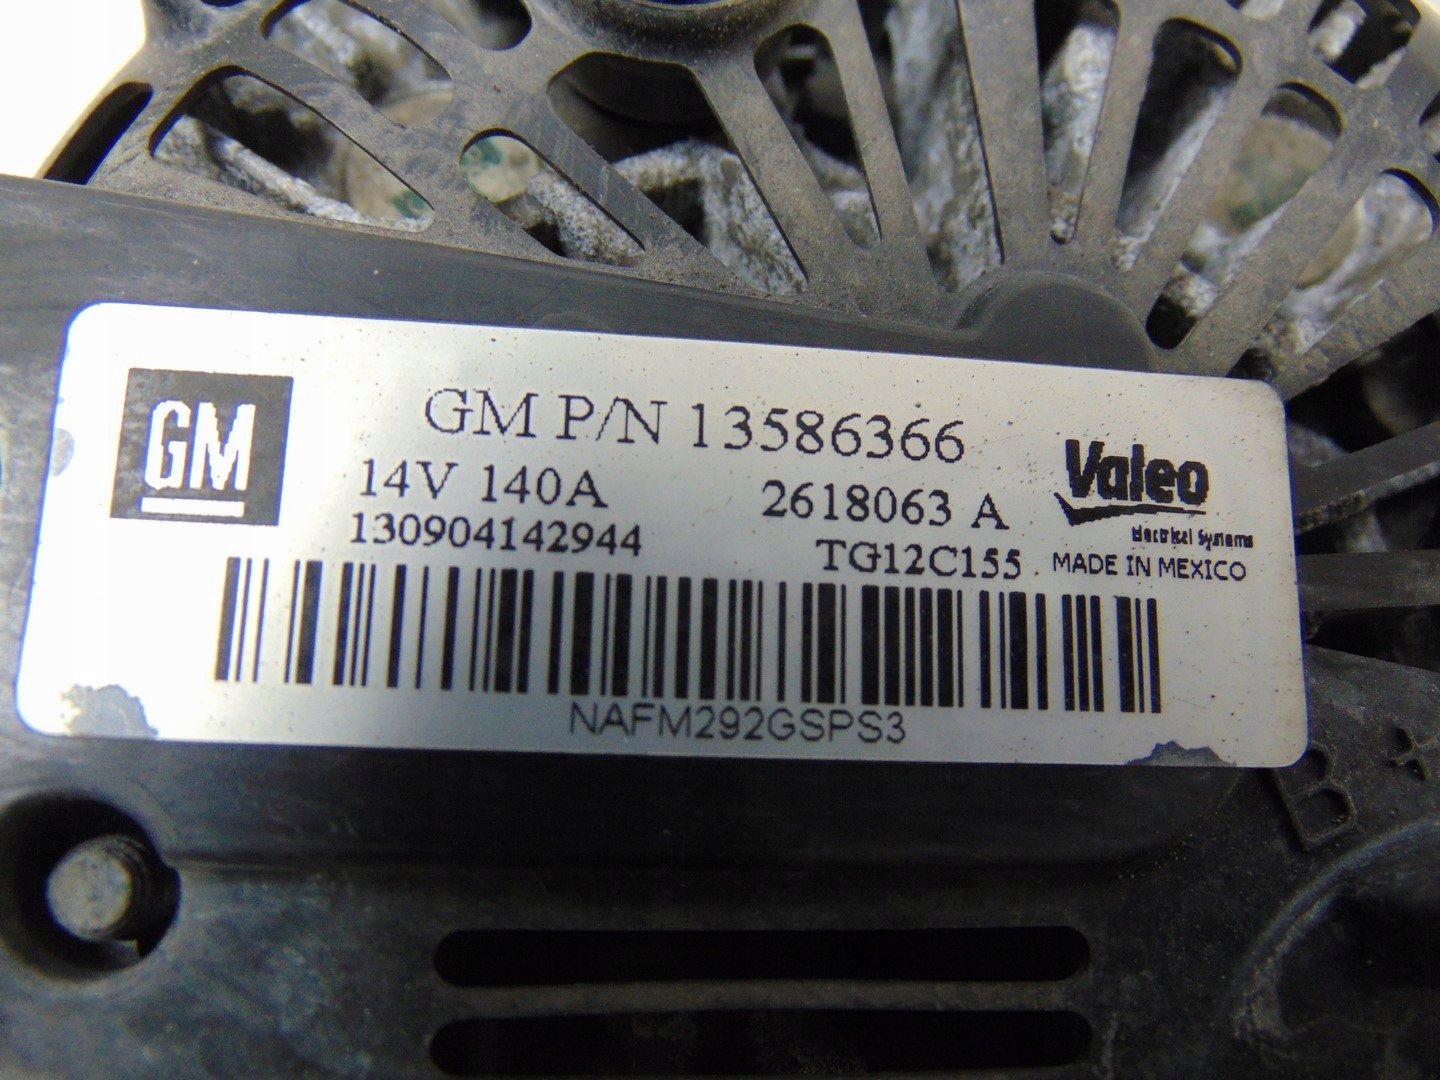 GM
GM P/N 13586366
14V 140A
2618063 A
Valeo
Electrical Systems
130904142944
TG12C155
MADE IN MEXICO
NAFM292GSPS3
B+